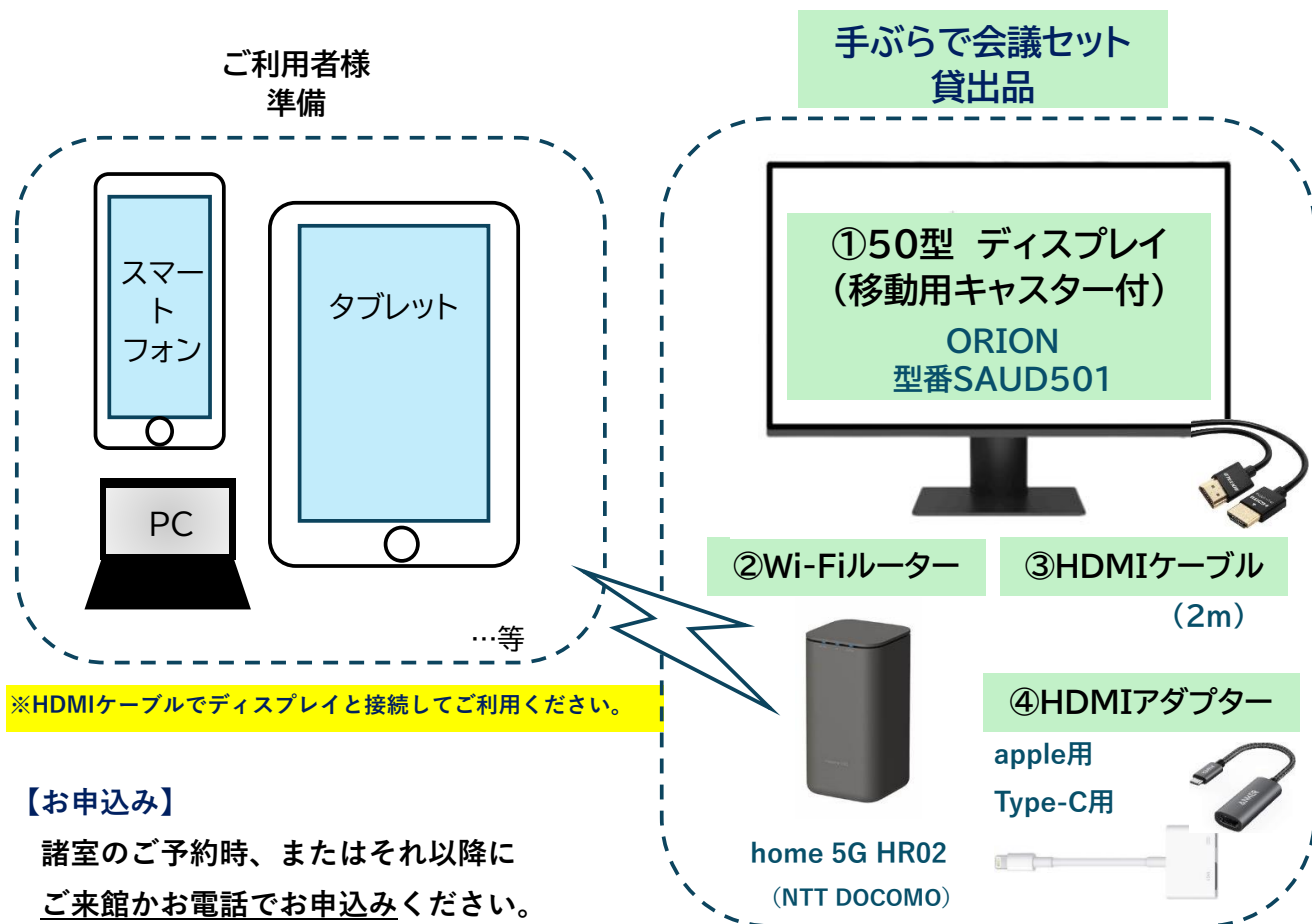 ご利用者様
準備
スマー
ト
フォン
タブレット
PC
…等
※HDMIケーブルでディスプレイと接続してご利用ください。
【お申込み】
諸室のご予約時、またはそれ以降に
ご来館かお電話でお申込みください。
手ぶらで会議セット
貸出品
①50型 ディスプレイ
(移動用キャスター付)
ORION
型番SAUD501
②Wi-Fiルーター
home 5G HR02
(NTT DOCOMO)
③HDMIケーブル
(2m)
④HDMIアダプター
apple用
Type-C用
ANKER